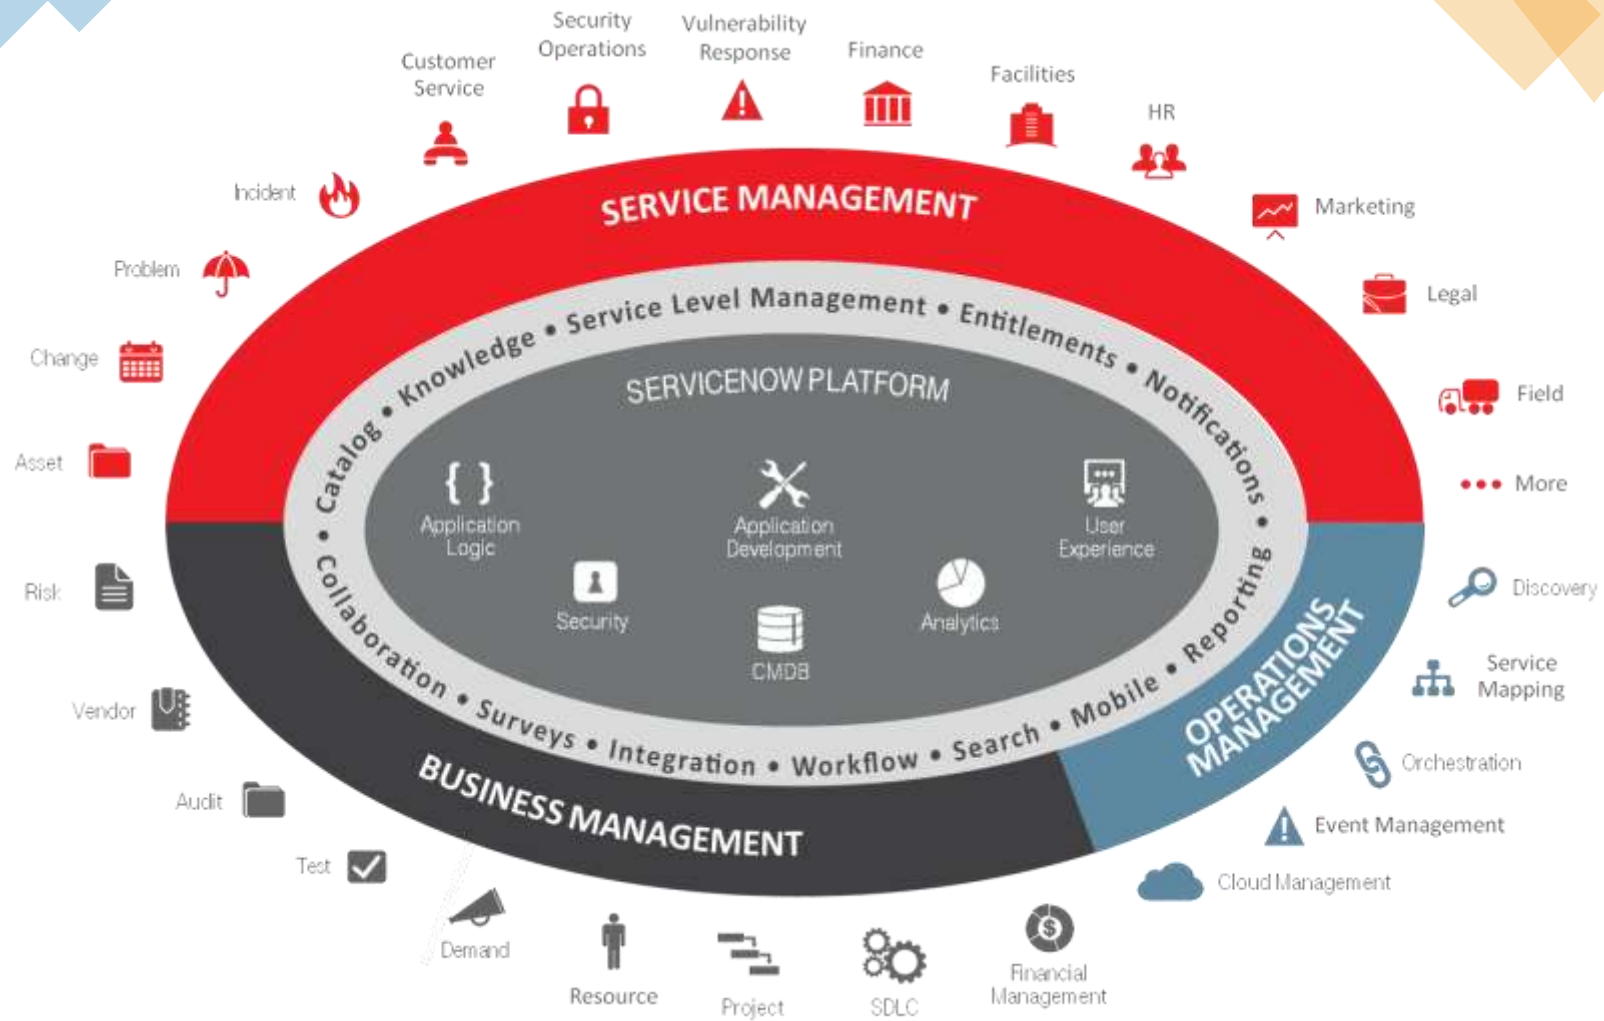 Security
Operations
Vulnerability
Response
Finance
Customer
Service
Facilities
HR
Incident
Marketing
Problem
Legal
Change
Field
Asset
More
Risk
Discovery
Vendor
Service
Mapping
Audit
Orchestration
Test
Event Management
Demand
Cloud Management
Resource
Project
SDLC
Financial
Management
SERVICE MANAGEMENT
BUSINESS MANAGEMENT
OPERATIONS
MANAGEMENT
• Catalog • Knowledge • Service Level Management • Entitlements • Notifications •
• Collaboration • Surveys • Integration • Workflow • Search • Mobile • Reporting
SERVICENOW PLATFORM
Application
Logic
Application
Development
User
Experience
Security
Analytics
CMDB